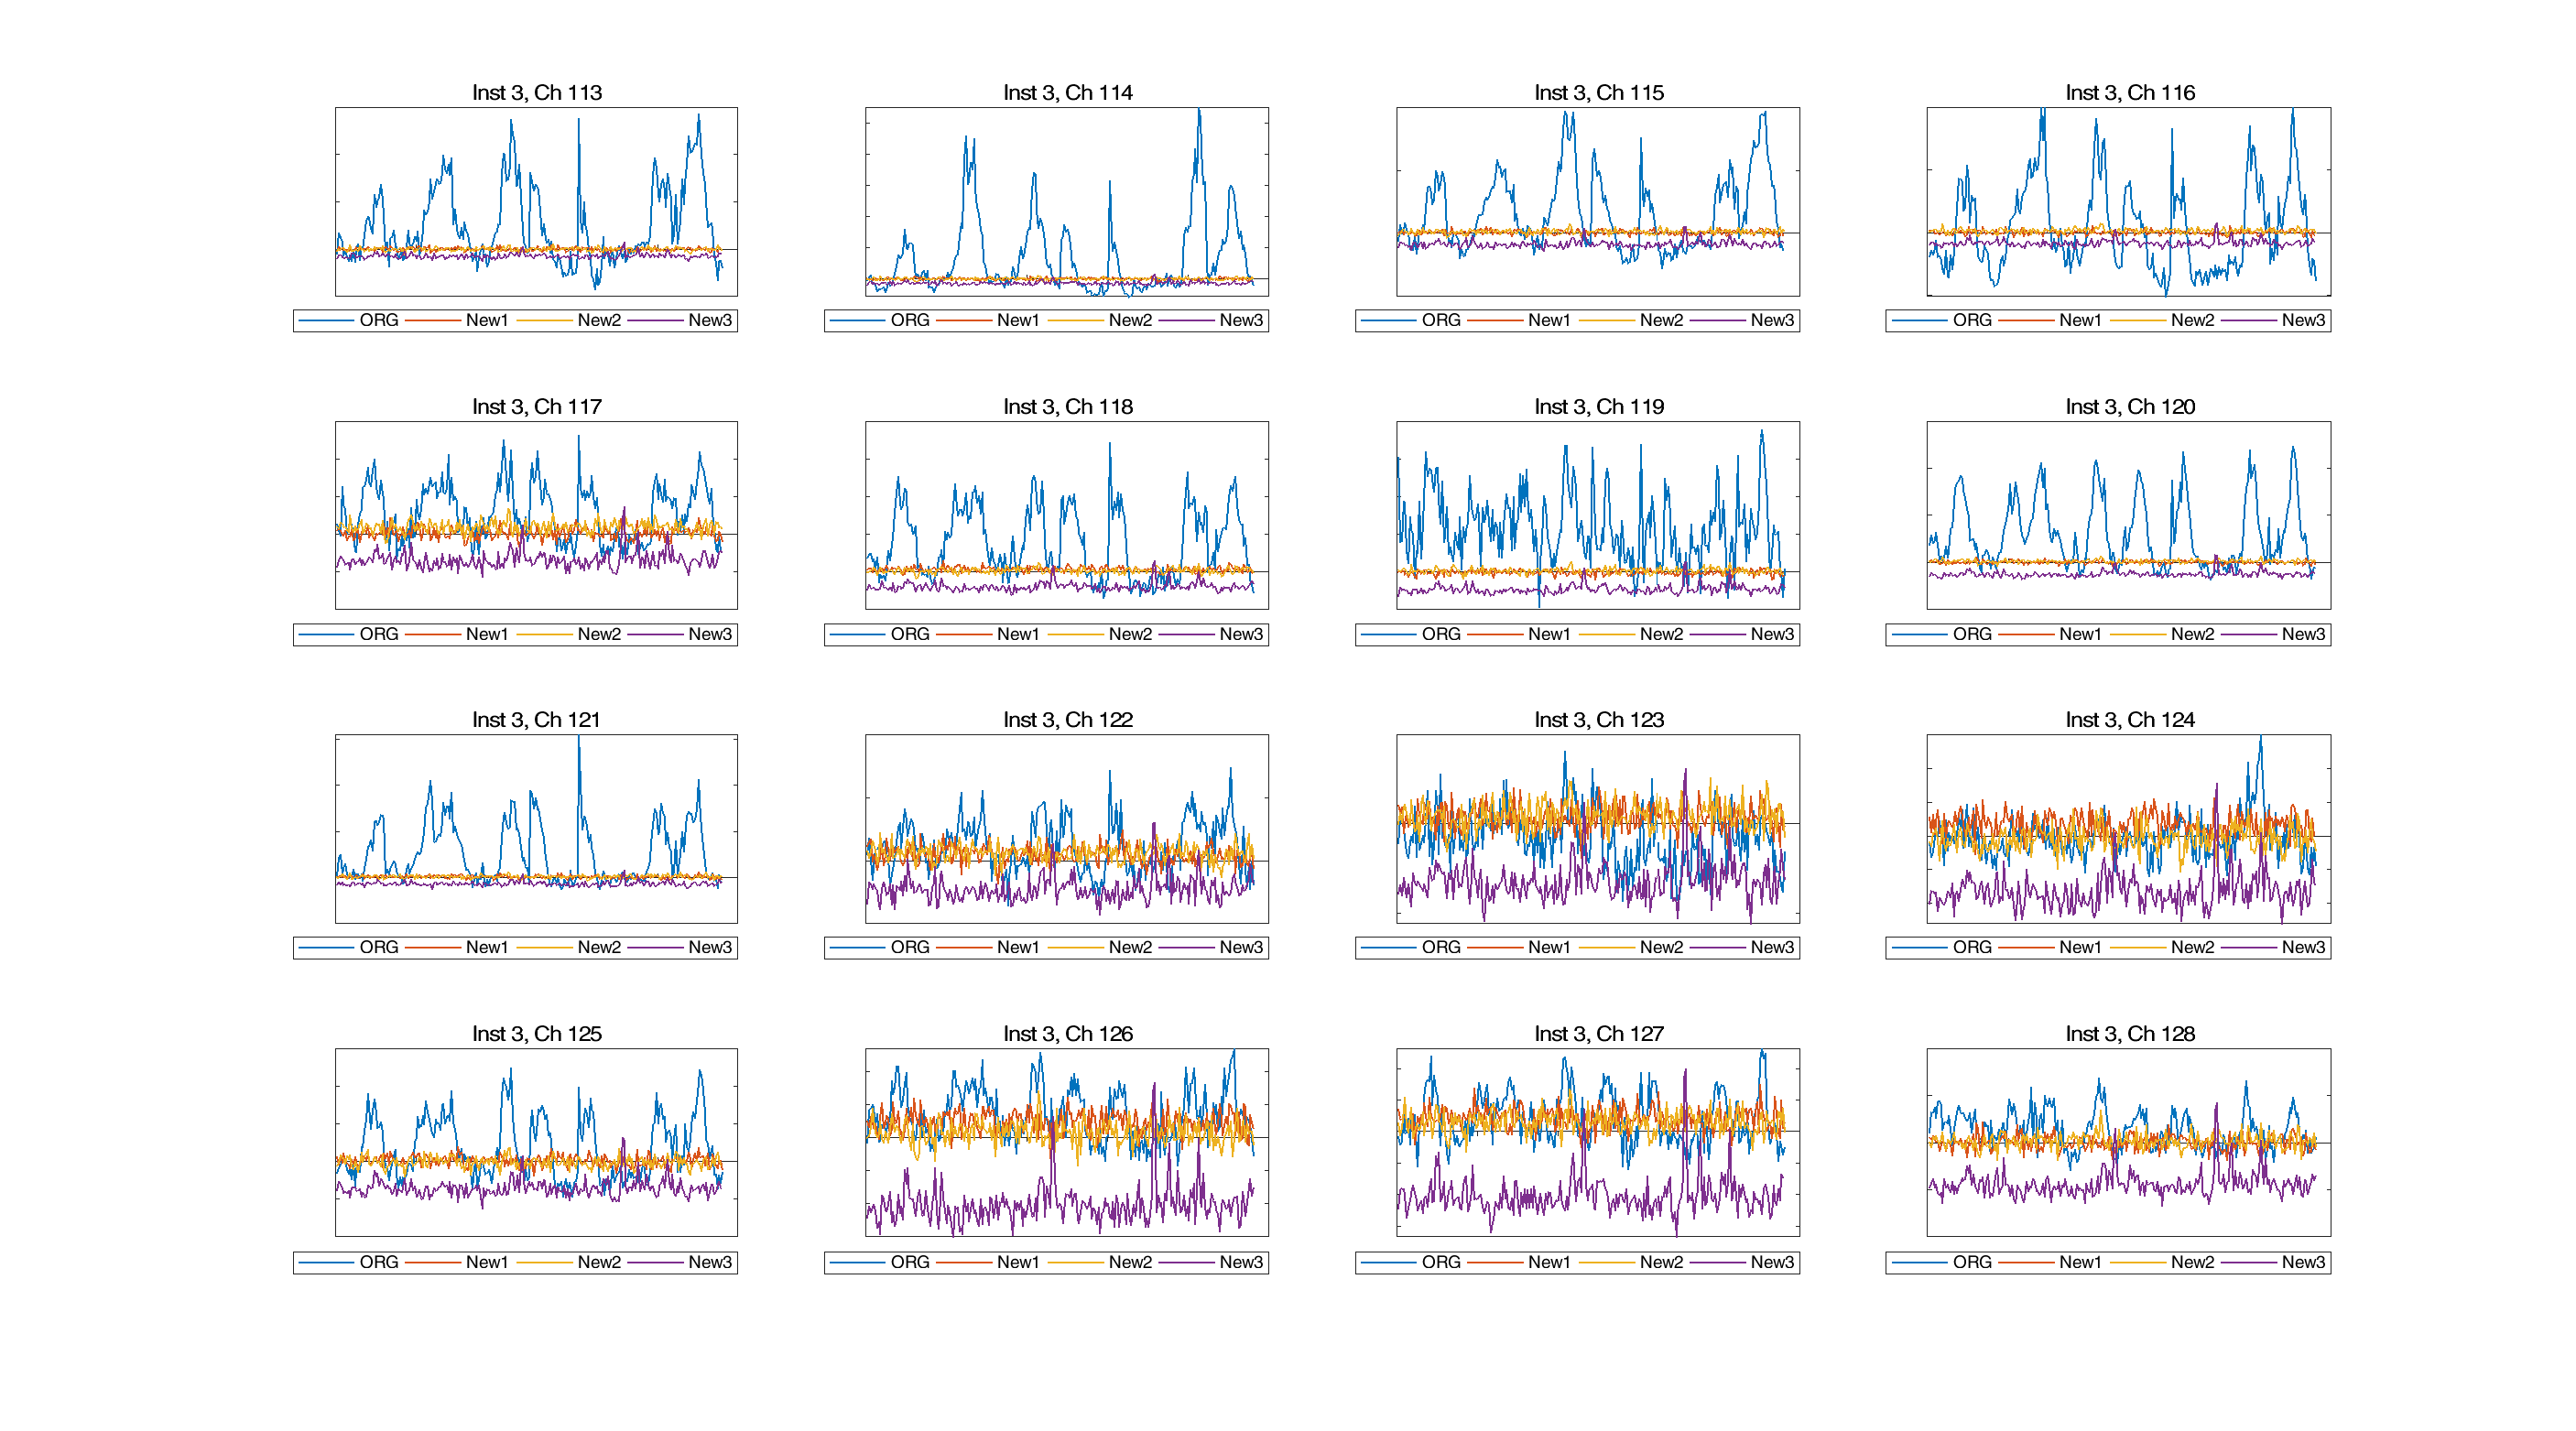 Inst 3, Ch 113
ORG New1 New2 New3
Inst 3, Ch 114
ORG New1 New2 New3
Inst 3, Ch 115
ORG New1 New2 New3
Inst 3, Ch 116
ORG New1 New2 New3
Inst 3, Ch 117
ORG New1 New2 New3
Inst 3, Ch 118
ORG New1 New2 New3
Inst 3, Ch 119
ORG New1 New2 New3
Inst 3, Ch 120
ORG New1 New2 New3
Inst 3, Ch 121
ORG New1 New2 New3
Inst 3, Ch 122
ORG New1 New2 New3
Inst 3, Ch 123
ORG New1 New2 New3
Inst 3, Ch 124
ORG New1 New2 New3
Inst 3, Ch 125
ORG New1 New2 New3
Inst 3, Ch 126
ORG New1 New2 New3
Inst 3, Ch 127
ORG New1 New2 New3
Inst 3, Ch 128
ORG New1 New2 New3